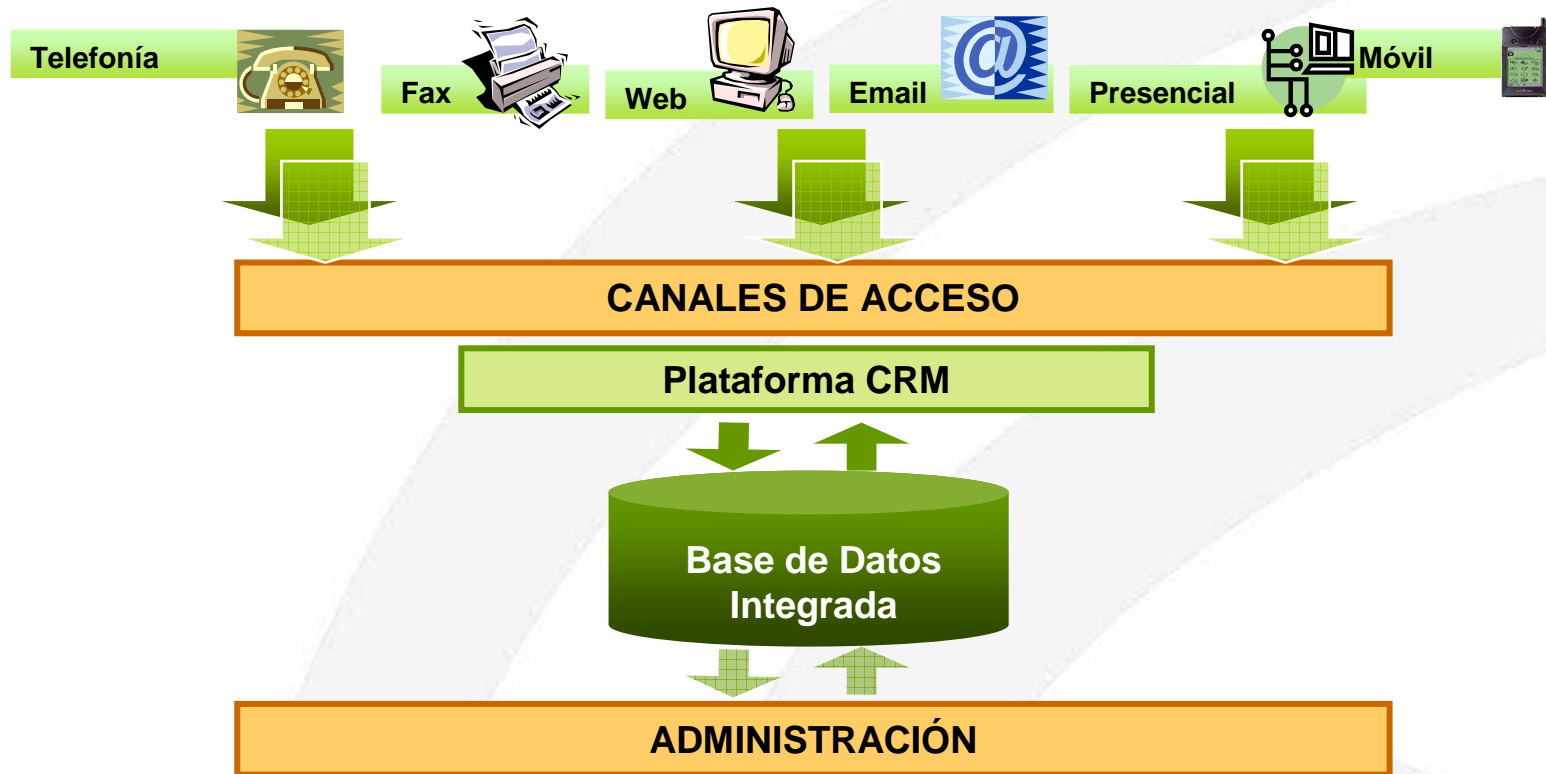 Telefonía
Fax
Web
Email
Presencial
Móvil
CANALES DE ACCESO
Plataforma CRM
Base de Datos
Integrada
ADMINISTRACIÓN